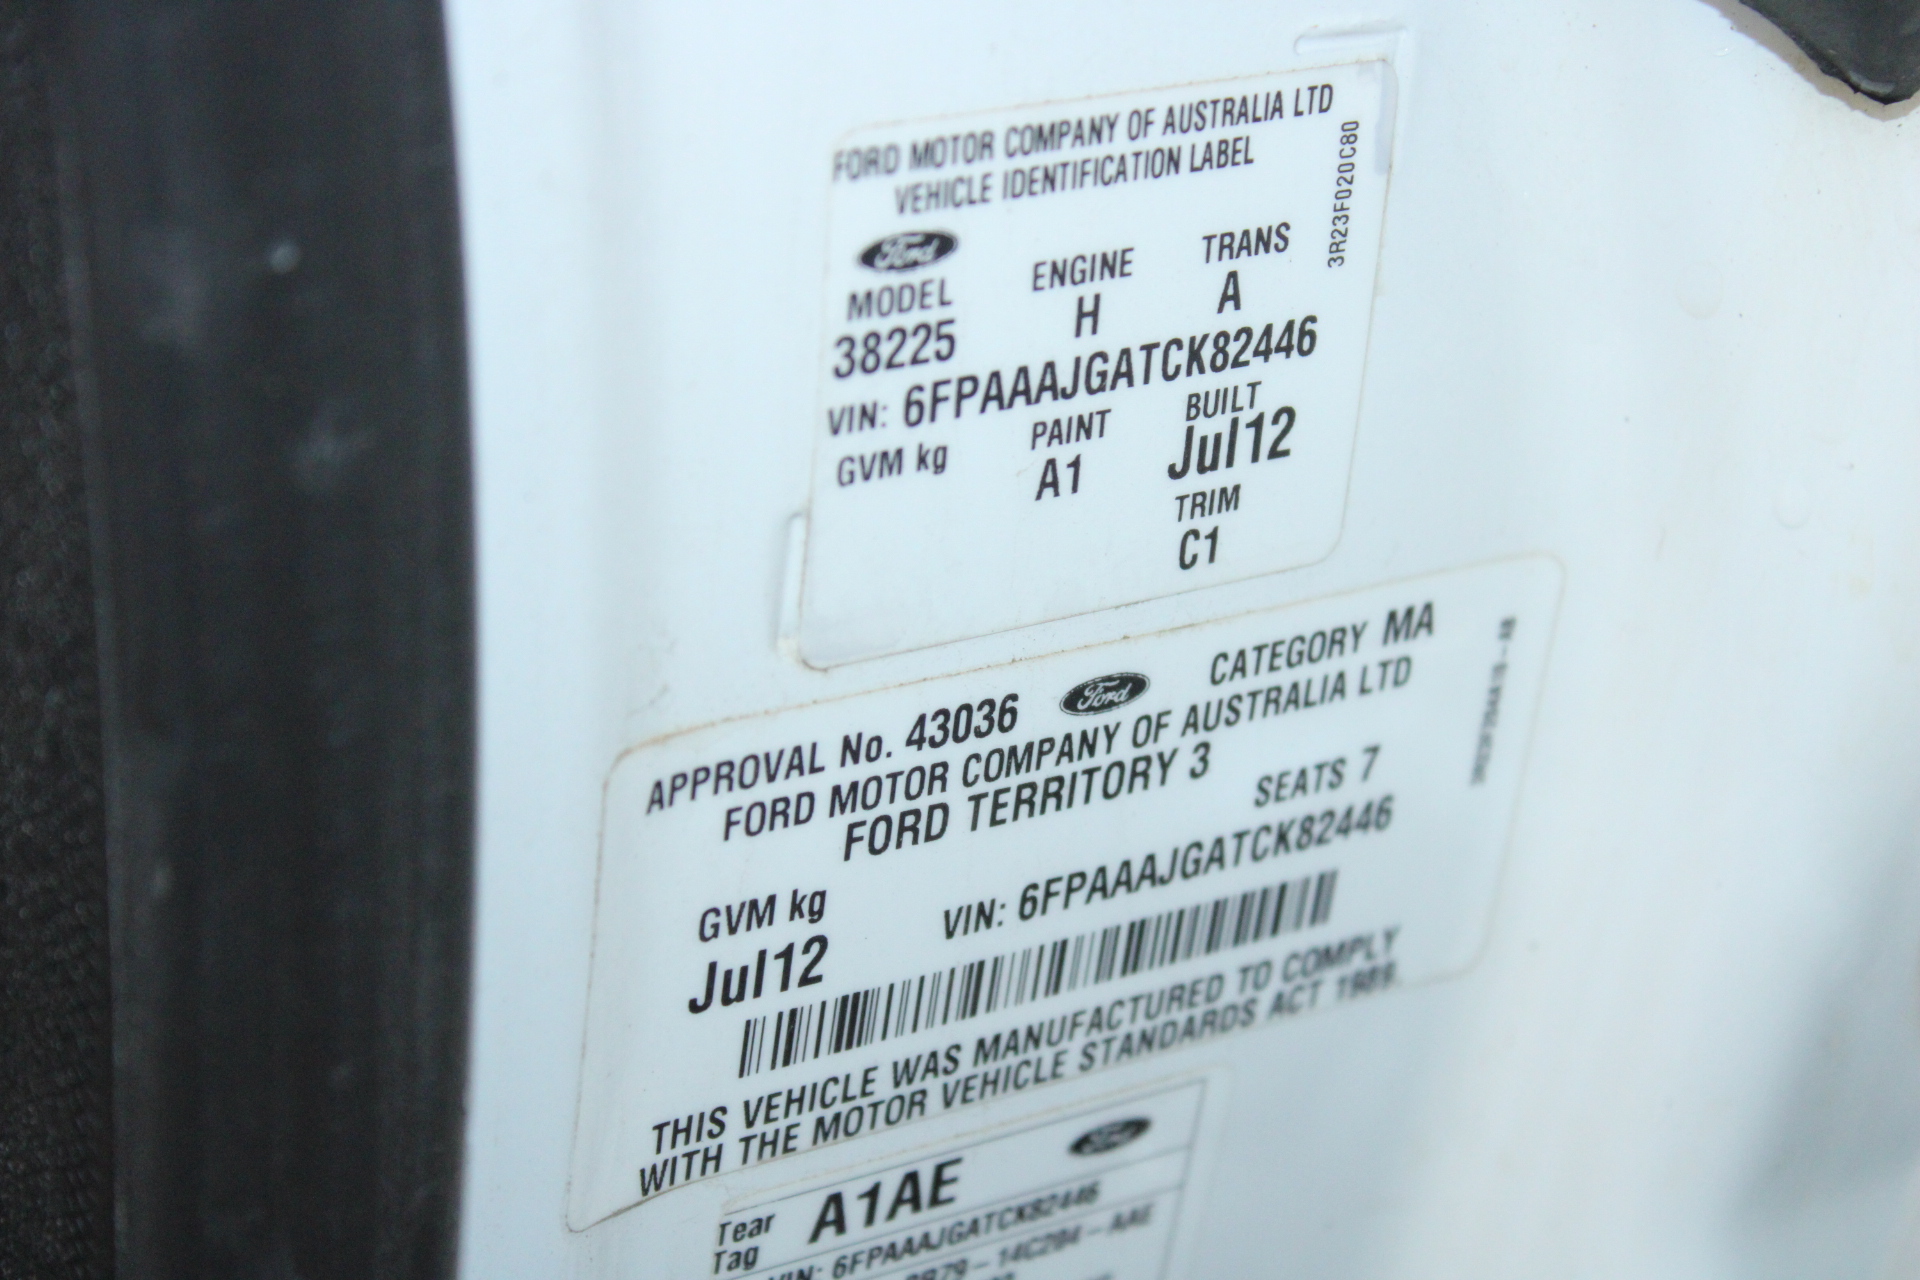 FORD MOTOR COMPANY OF AUSTRALIA LTD
VEHICLE IDENTIFICATION LABEL
3R23F020C80
Ford
MODEL ENGINE TRANS
38225 H A
VIN: 6FPAAAJGATCK82446
GVM kg PAINT BUILT
A1 Jul12
TRIM
C1
APPROVAL No. 43036 Ford CATEGORY MA
FORD MOTOR COMPANY OF AUSTRALIA LTD
FORD TERRITORY 3
SEATS 7
GVM kg VIN: 6FPAAAJGATCK82446
Jul12
THIS VEHICLE WAS MANUFACTURED TO COMPLY
WITH THE MOTOR VEHICLE STANDARDS ACT 1989.
Ford
Tear Tag A1AE
VIN: 6FPAAAJGATCK82446